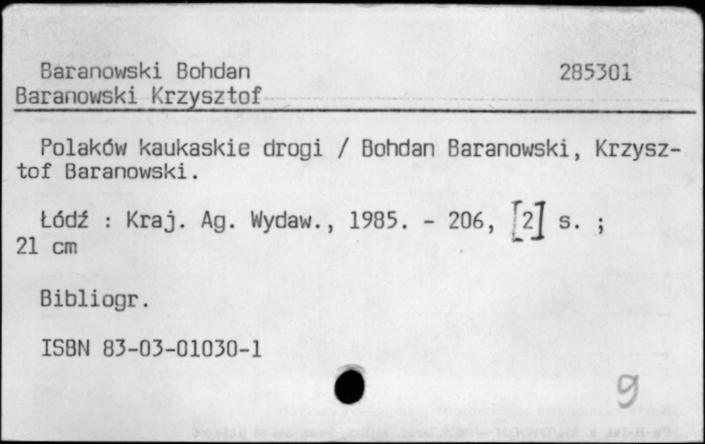 Baranowski Bohdan 285301
Baranowski Krzysztof
Polaków kaukaskie drogi / Bohdan Baranowski, Krzysz-
tof Baranowski.
Łódź : Kraj. Ag. Wydaw., 1985. - 206, [2] s. ;
21 cm
Bibliogr.
ISBN 83-03-01030-1
9